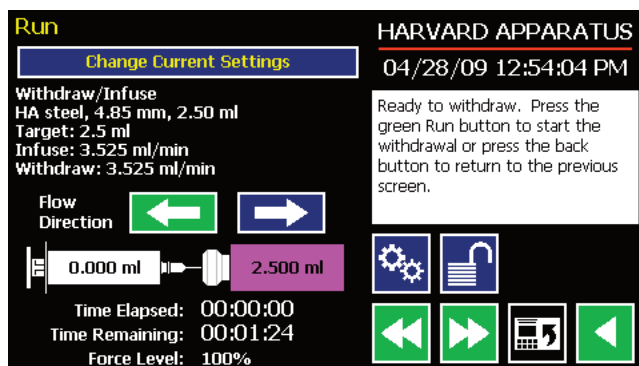 Run
Change Current Settings
Withdraw/Infuse
HA steel, 4.85 mm, 2.50 ml
Target: 2.5 ml
Infuse: 3.525 ml/min
Withdraw: 3.525 ml/min
Flow
Direction
0.000 ml
2.500 ml
Time Elapsed: 00:00:00
Time Remaining: 00:01:24
Force Level: 100%
HARVARD APPARATUS
04/28/09 12:54:04 PM
Ready to withdraw. Press the
green Run button to start the
withdrawal or press the back
button to return to the previous
screen.